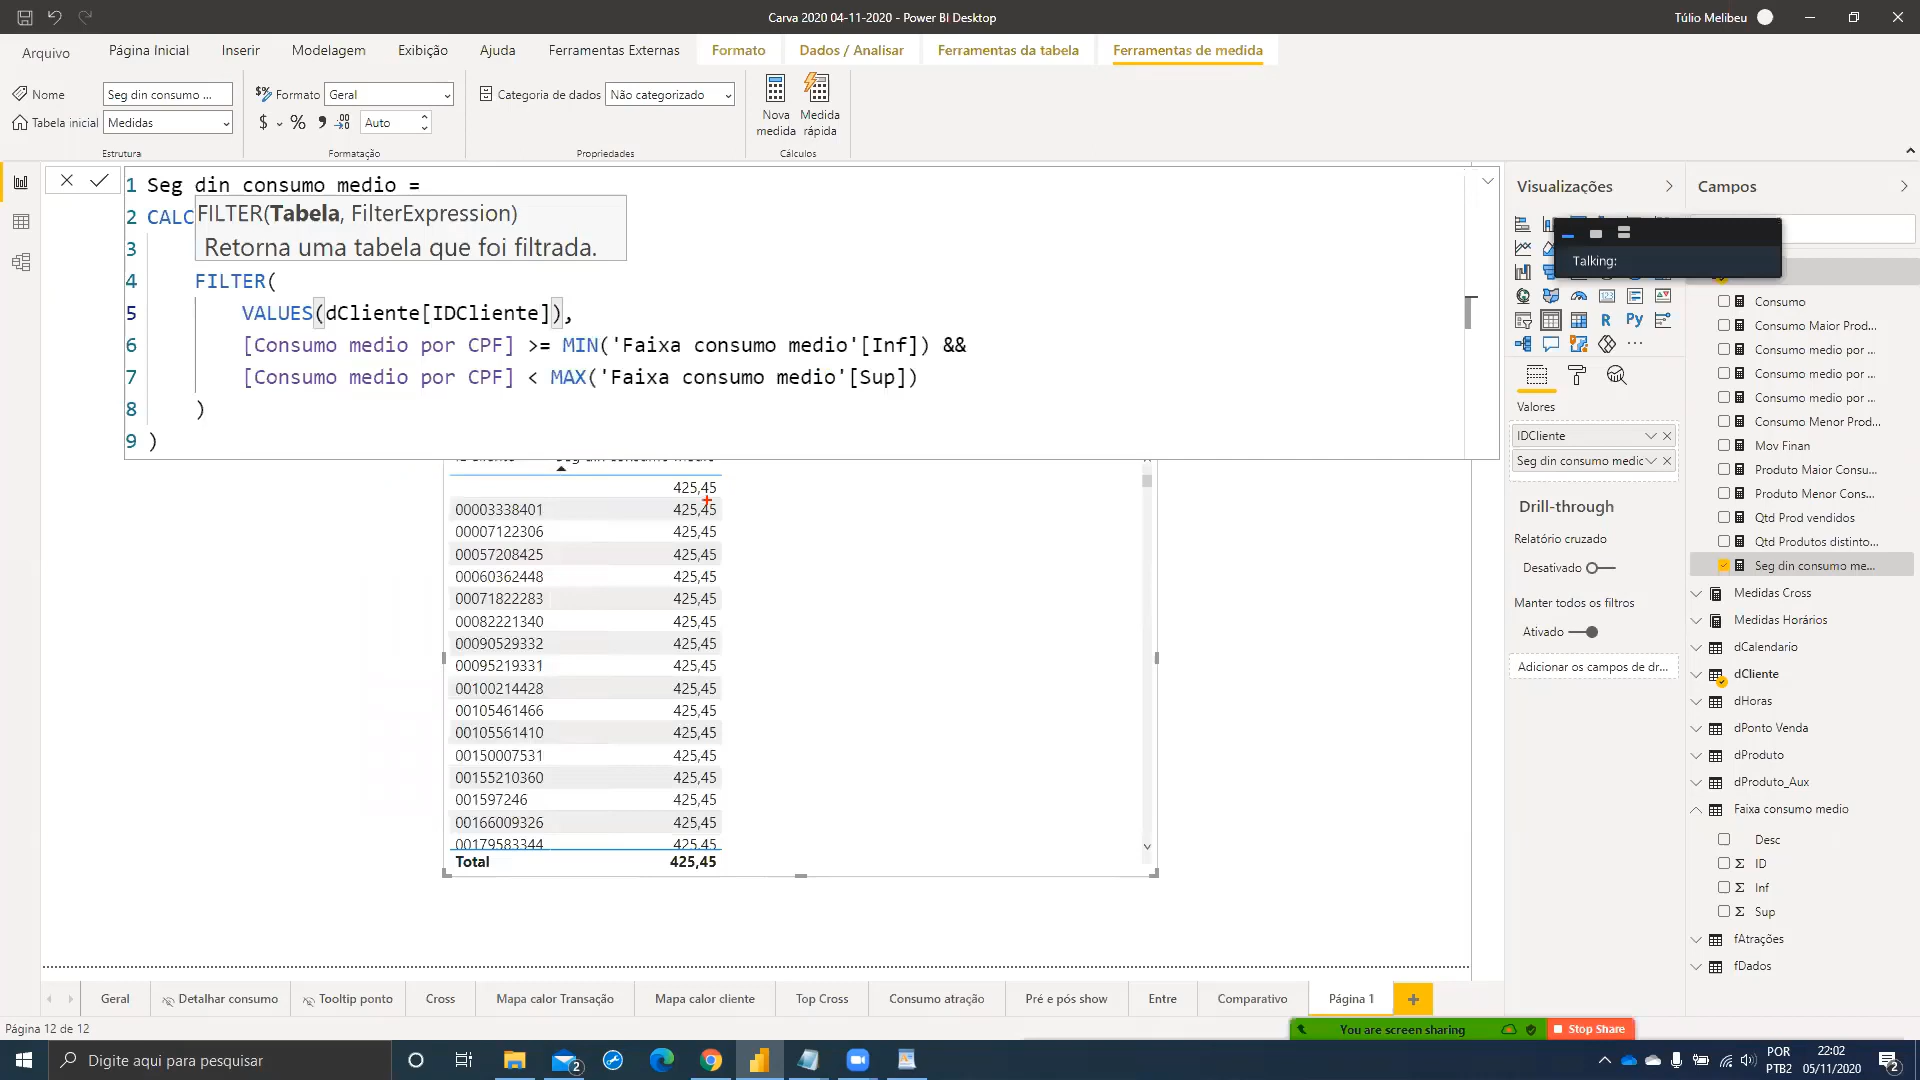 Carva 2020 04-11-2020 - Power BI Desktop
Túlio Melibeu
Arquivo
Página Inicial
Inserir
Modelagem
Exibição
Ajuda
Ferramentas Externas
Formato
Dados / Analisar
Ferramentas da tabela
Ferramentas de medida
Nome
Seg din consumo ...
Tabela inicial
Medidas
Estrutura
Formato
Geral
$ % 9 .00
Auto
Formatação
Categoria de dados
Não categorizado
Propriedades
Nova medida
Medida rápida
Cálculos
1 Seg din consumo medio =
2 CALC
FILTER(Tabela, FilterExpression)
Retorna uma tabela que foi filtrada.
3
4 FILTER(
5 VALUES(dCliente[IDCliente]),
6 [Consumo medio por CPF] >= MIN('Faixa consumo medio'[Inf]) &&
7 [Consumo medio por CPF] < MAX('Faixa consumo medio'[Sup])
8 )
9 )
425,45
00003338401 425,45
00007122306 425,45
00057208425 425,45
00060362448 425,45
00071822283 425,45
00082221340 425,45
00090529332 425,45
00095219331 425,45
00100214428 425,45
00105461466 425,45
00105561410 425,45
00150007531 425,45
00155210360 425,45
001597246 425,45
00166009326 425,45
00179583344 425,45
Total 425,45
Visualizações
R
Py
Valores
IDCliente
Seg din consumo medic
Drill-through
Relatório cruzado
Desativado
Manter todos os filtros
Ativado
Adicionar os campos de dr...
Campos
Talking:
Consumo
Consumo Maior Prod...
Consumo medio por ...
Consumo medio por ...
Consumo medio por ...
Consumo Menor Prod...
Mov Finan
Produto Maior Consu...
Produto Menor Cons...
Qtd Prod vendidos
Qtd Produtos distinto...
Seg din consumo me...
Medidas Cross
Medidas Horários
dCalendario
dCliente
dHoras
dPonto Venda
dProduto
dProduto_Aux
Faixa consumo medio
Desc
ID
Inf
Sup
fAtrações
fDados
Geral
Detalhar consumo
Tooltip ponto
Cross
Mapa calor Transação
Mapa calor cliente
Top Cross
Consumo atração
Pré e pós show
Entre
Comparativo
Página 1
Página 12 de 12
You are screen sharing
Stop Share
Digite aqui para pesquisar
2
POR
PTB2
22:02
05/11/2020
2